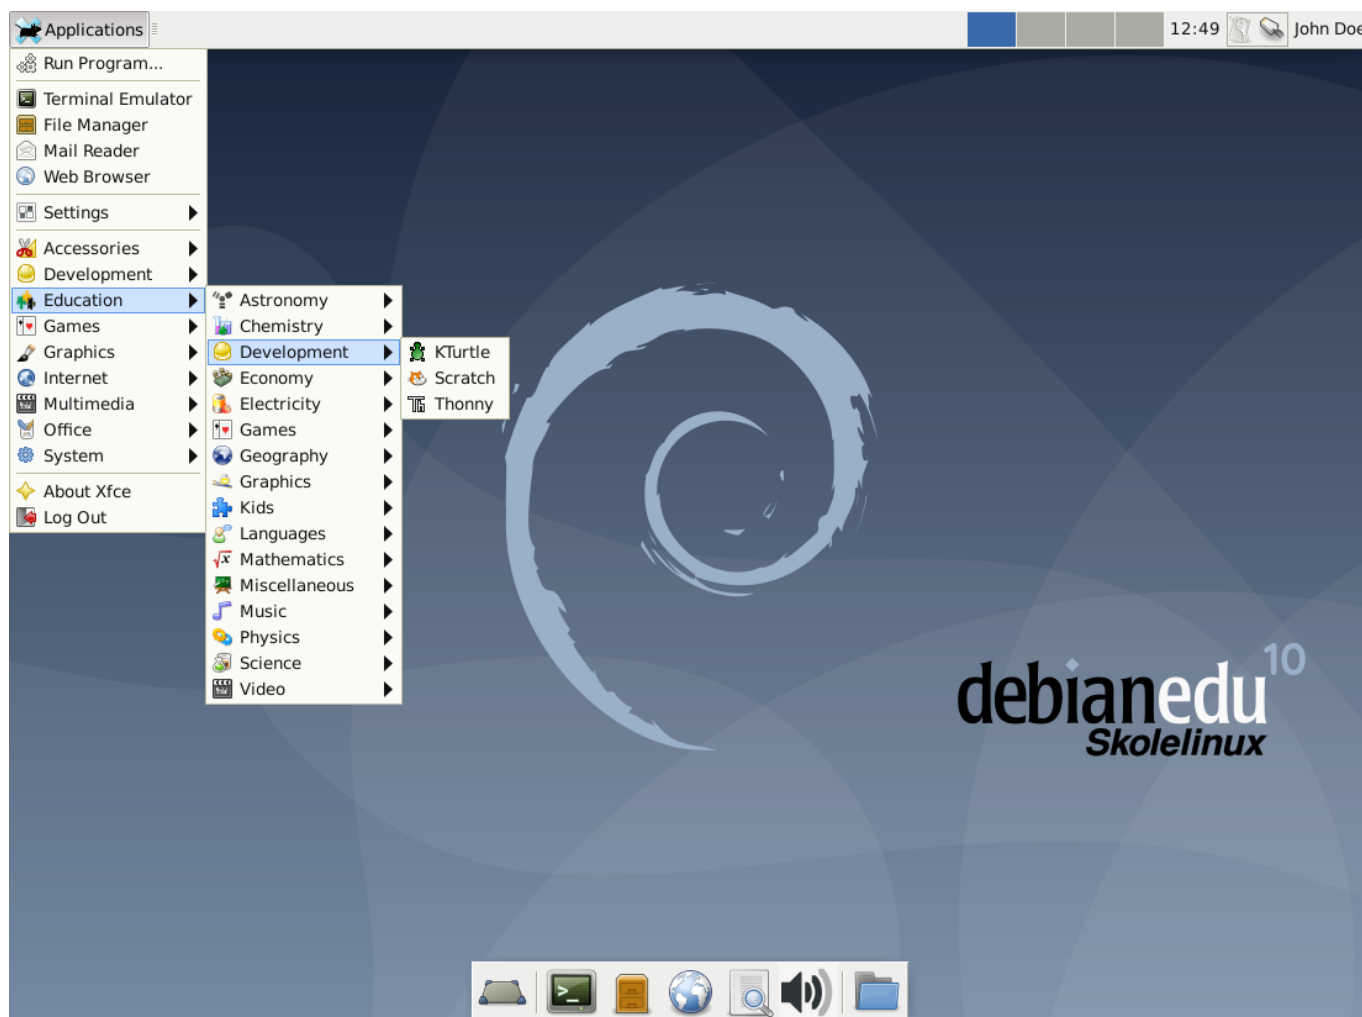 Applications
12:49
John Doe
Run Program...
Terminal Emulator
File Manager
Mail Reader
Web Browser
Settings
Accessories
Development
Education
Games
Graphics
Internet
Multimedia
Office
System
About Xfce
Log Out
Astronomy
Chemistry
Development
Economy
Electricity
Games
Geography
Graphics
Kids
Languages
Mathematics
Miscellaneous
Music
Physics
Science
Video
KTurtle
Scratch
Thonny
debianedu 10
Skolelinux